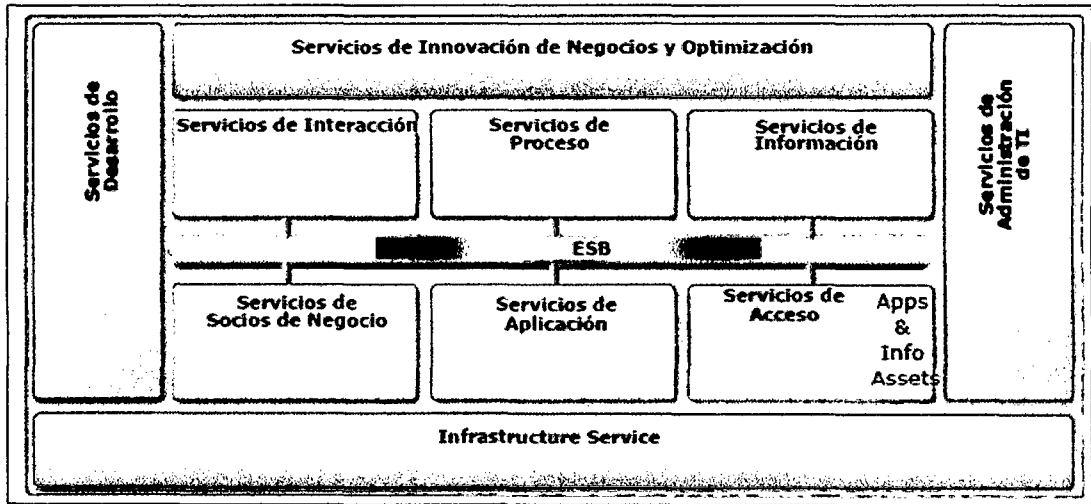 Servicios de Innovación de Negocios y Optimización
Servicios de
Desarrollo
Servicios de Interacción
Servicios de
Proceso
Servicios de
Información
Servicios de
Administración
de TI
ESB
Servicios de
Socios de Negocio
Servicios de
Aplicación
Servicios de
Acceso
Apps
&
Info
Assets
Infrastructure Service